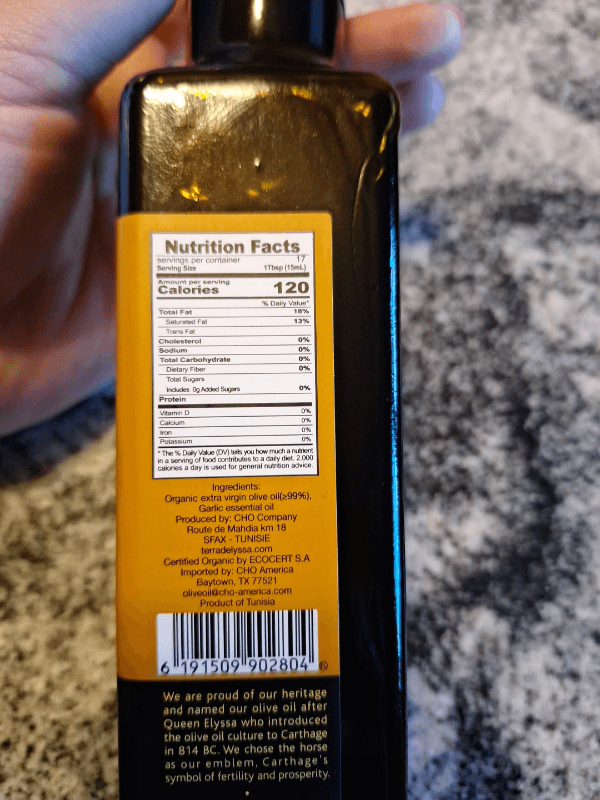 Nutrition Facts
servings per container 17
Serving Size 1Tbsp (15mL)
Amount per serving
Calories 120
% Daily Value*
Total Fat 18%
Saturated Fat 13%
Trans Fat
Cholesterol 0%
Sodium 0%
Total Carbohydrate 0%
Dietary Fiber 0%
Total Sugars
Includes 0g Added Sugars 0%
Protein
Vitamin D 0%
Calcium 0%
Iron 0%
Potassium 0%
* The % Daily Value (DV) tells you how much a nutrient
in a serving of food contributes to a daily diet. 2.000
calories a day is used for general nutrition advice.
Ingredients:
Organic extra virgin olive oil(≥99%),
Garlic essential oil
Produced by: CHO Company
Route de Mahdia km 18
SFAX - TUNISIE
terradelyssa.com
Certified Organic by ECOCERT S.A
Imported by: CHO America
Baytown, TX 77521
oliveoil@cho-america.com
Product of Tunisia
6 191509 902804
We are proud of our heritage
and named our olive oil after
Queen Elyssa who introduced
the olive oil culture to Carthage
in 814 BC. We chose the horse
as our emblem, Carthage's
symbol of fertility and prosperity.